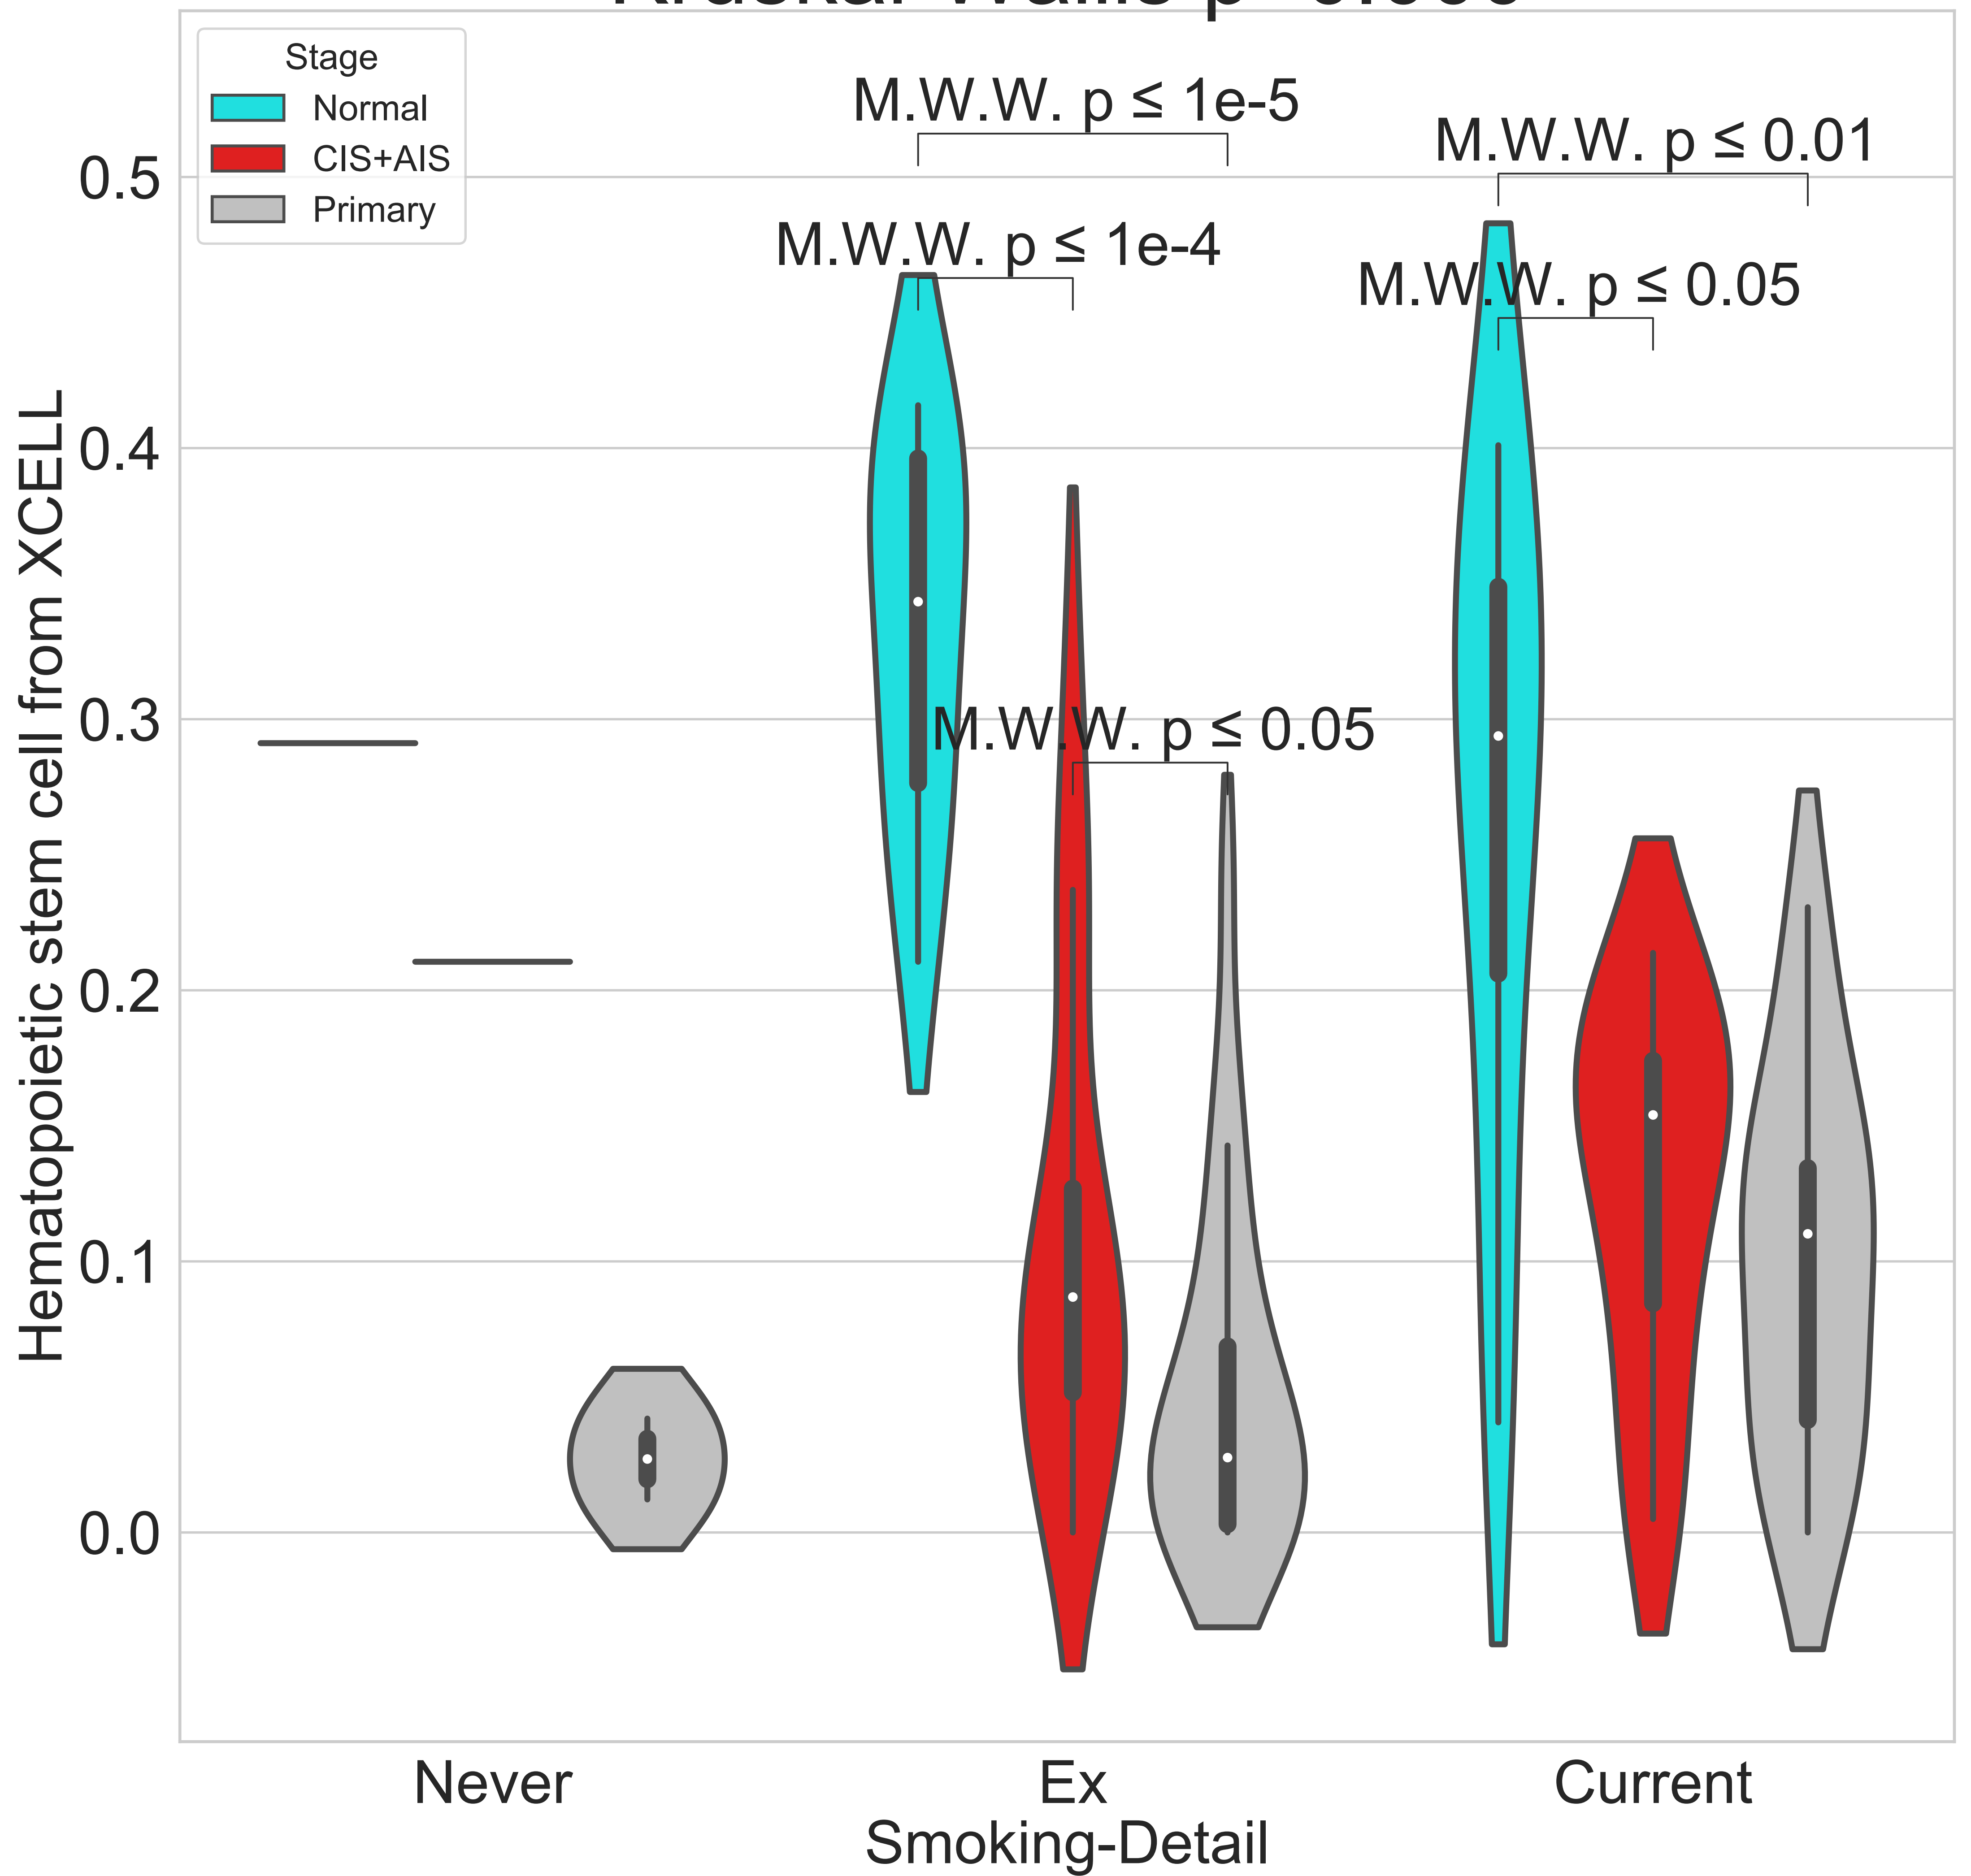 Stage
Normal
CIS+AIS
Primary
M.W.W. p ≤ 1e-5
M.W.W. p ≤ 0.01
M.W.W. p ≤ 1e-4
M.W.W. p ≤ 0.05
M.W.W. p ≤ 0.05
Hematopoietic stem cell from XCELL
0.5
0.4
0.3
0.2
0.1
0.0
Never
Ex
Current
Smoking-Detail